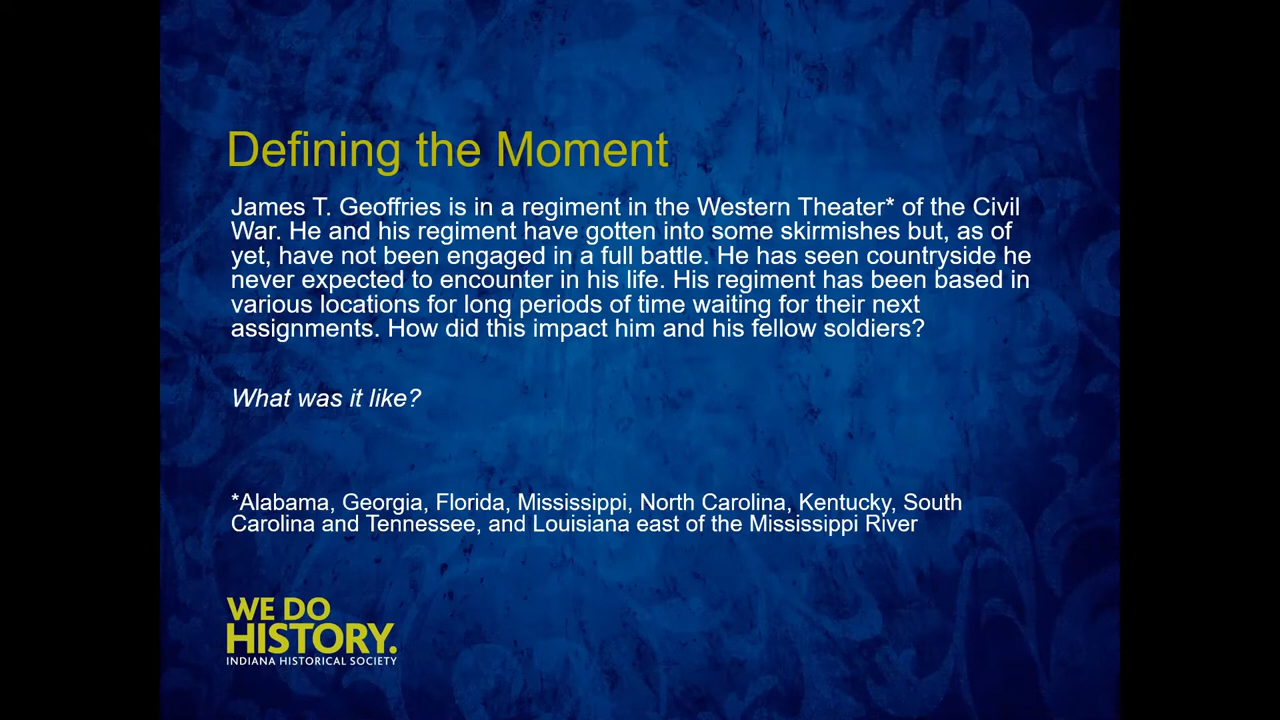 Defining the Moment
James T. Geoffries is in a regiment in the Western Theater* of the Civil
War. He and his regiment have gotten into some skirmishes but, as of
yet, have not been engaged in a full battle. He has seen countryside he
never expected to encounter in his life. His regiment has been based in
various locations for long periods of time waiting for their next
assignments. How did this impact him and his fellow soldiers?
What was it like?
*Alabama, Georgia, Florida, Mississippi, North Carolina, Kentucky, South
Carolina and Tennessee, and Louisiana east of the Mississippi River
WE DO
HISTORY.
INDIANA HISTORICAL SOCIETY